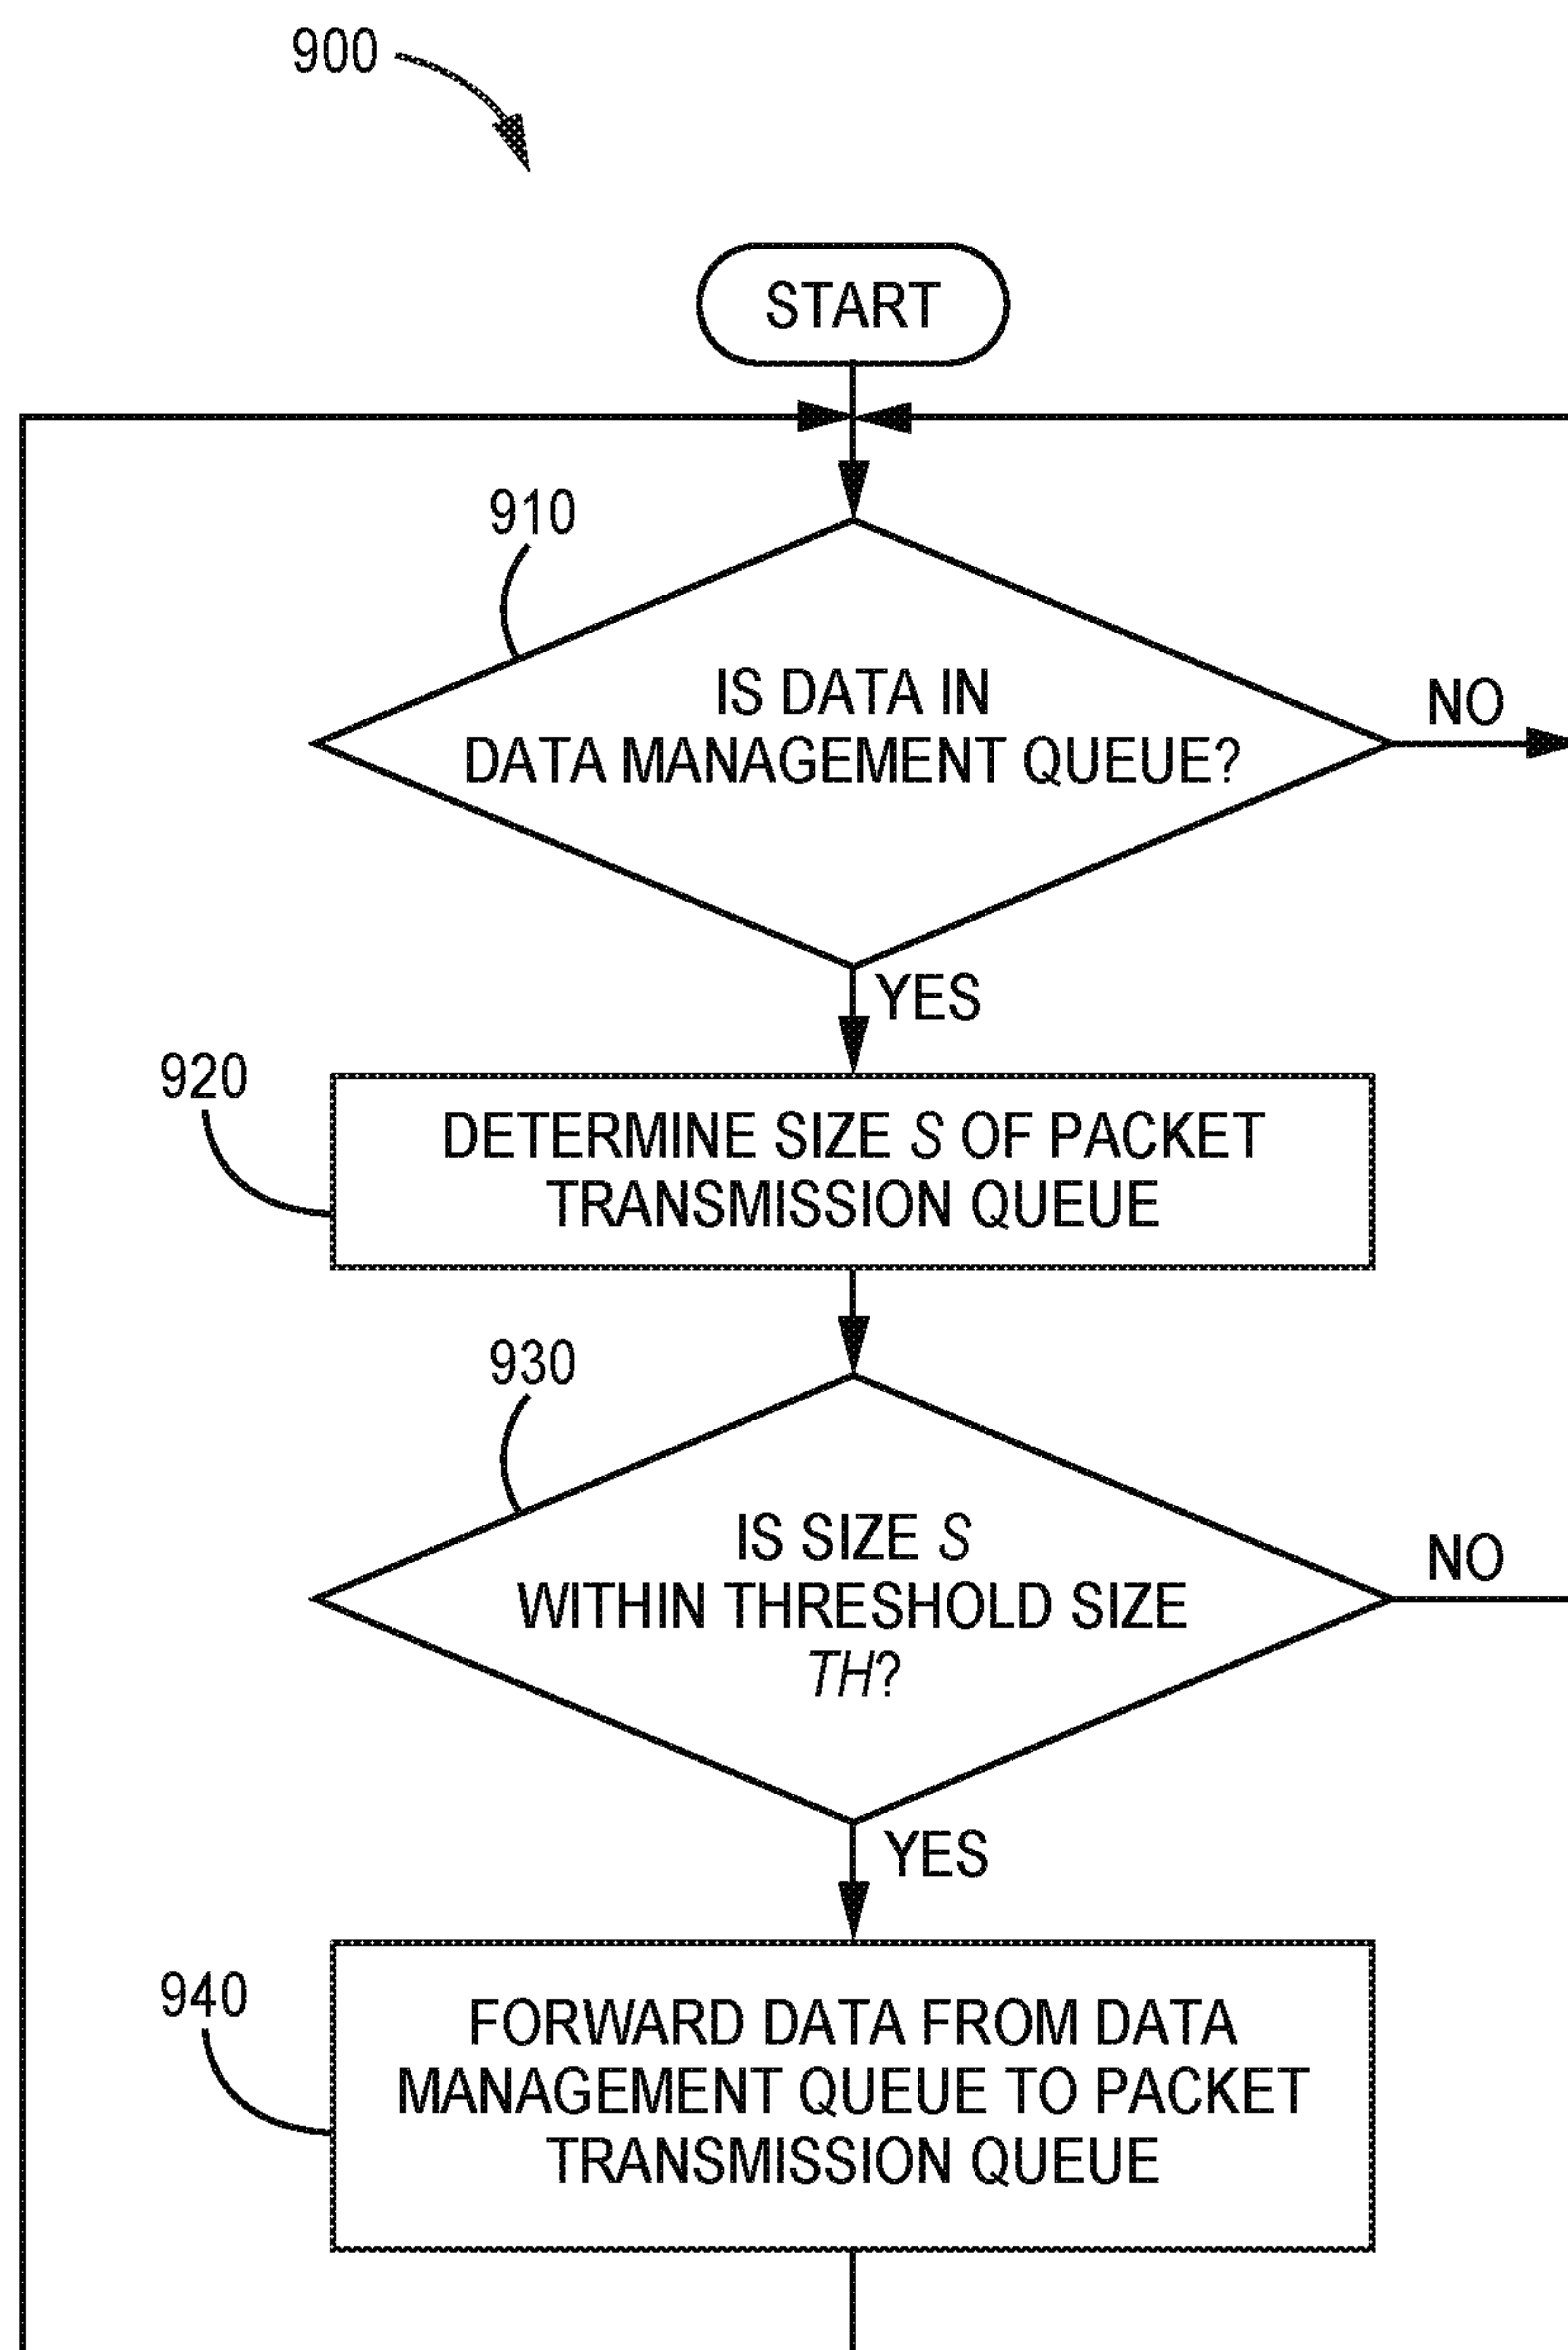 900
START
910
IS DATA IN
DATA MANAGEMENT QUEUE?
NO
YES
920
DETERMINE SIZE S OF PACKET
TRANSMISSION QUEUE
930
IS SIZE S
WITHIN THRESHOLD SIZE
TH?
NO
YES
940
FORWARD DATA FROM DATA
MANAGEMENT QUEUE TO PACKET
TRANSMISSION QUEUE